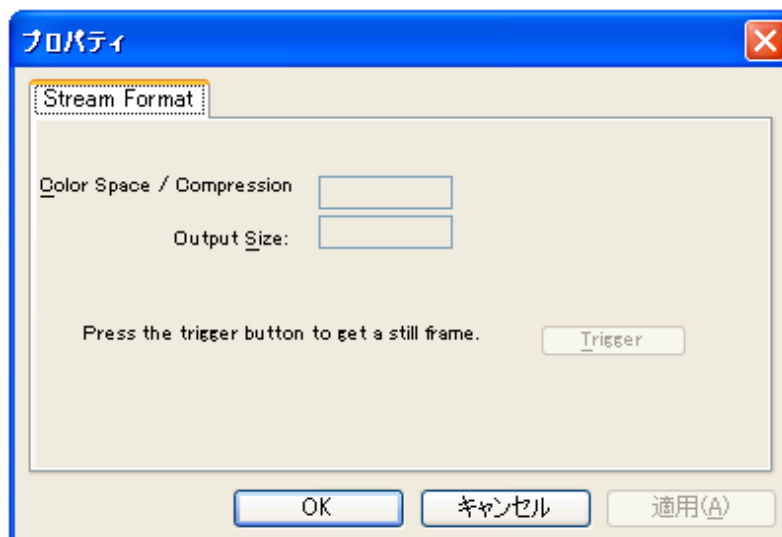 プロパティ
Stream Format
Color Space / Compression
Output Size:
Press the trigger button to get a still frame.
Trigger
OK
キャンセル
適用(A)